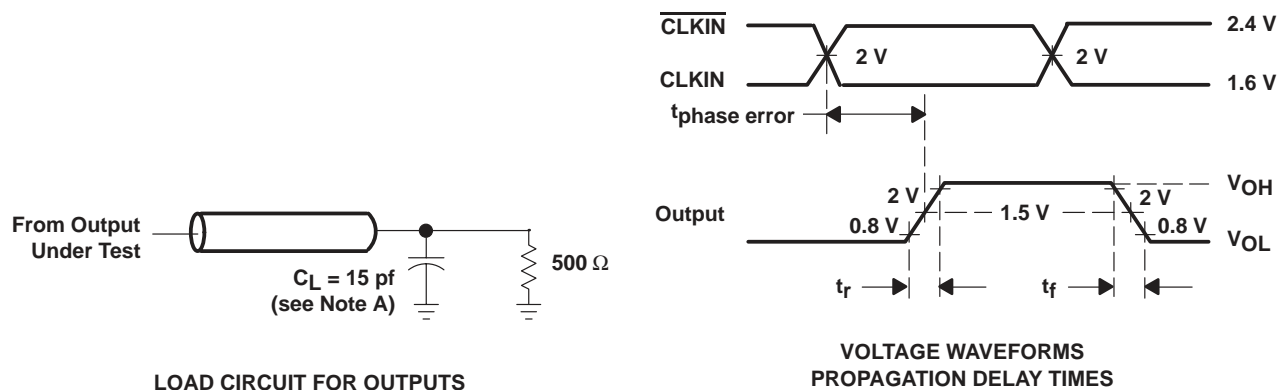 From Output
Under Test
CL = 15 pf
(see Note A)
500 Ω
LOAD CIRCUIT FOR OUTPUTS
CLKIN
2.4 V
2 V
2 V
CLKIN
1.6 V
tphase error
VOH
2 V
2 V
Output
1.5 V
0.8 V
0.8 V
VOL
tr
tf
VOLTAGE WAVEFORMS
PROPAGATION DELAY TIMES